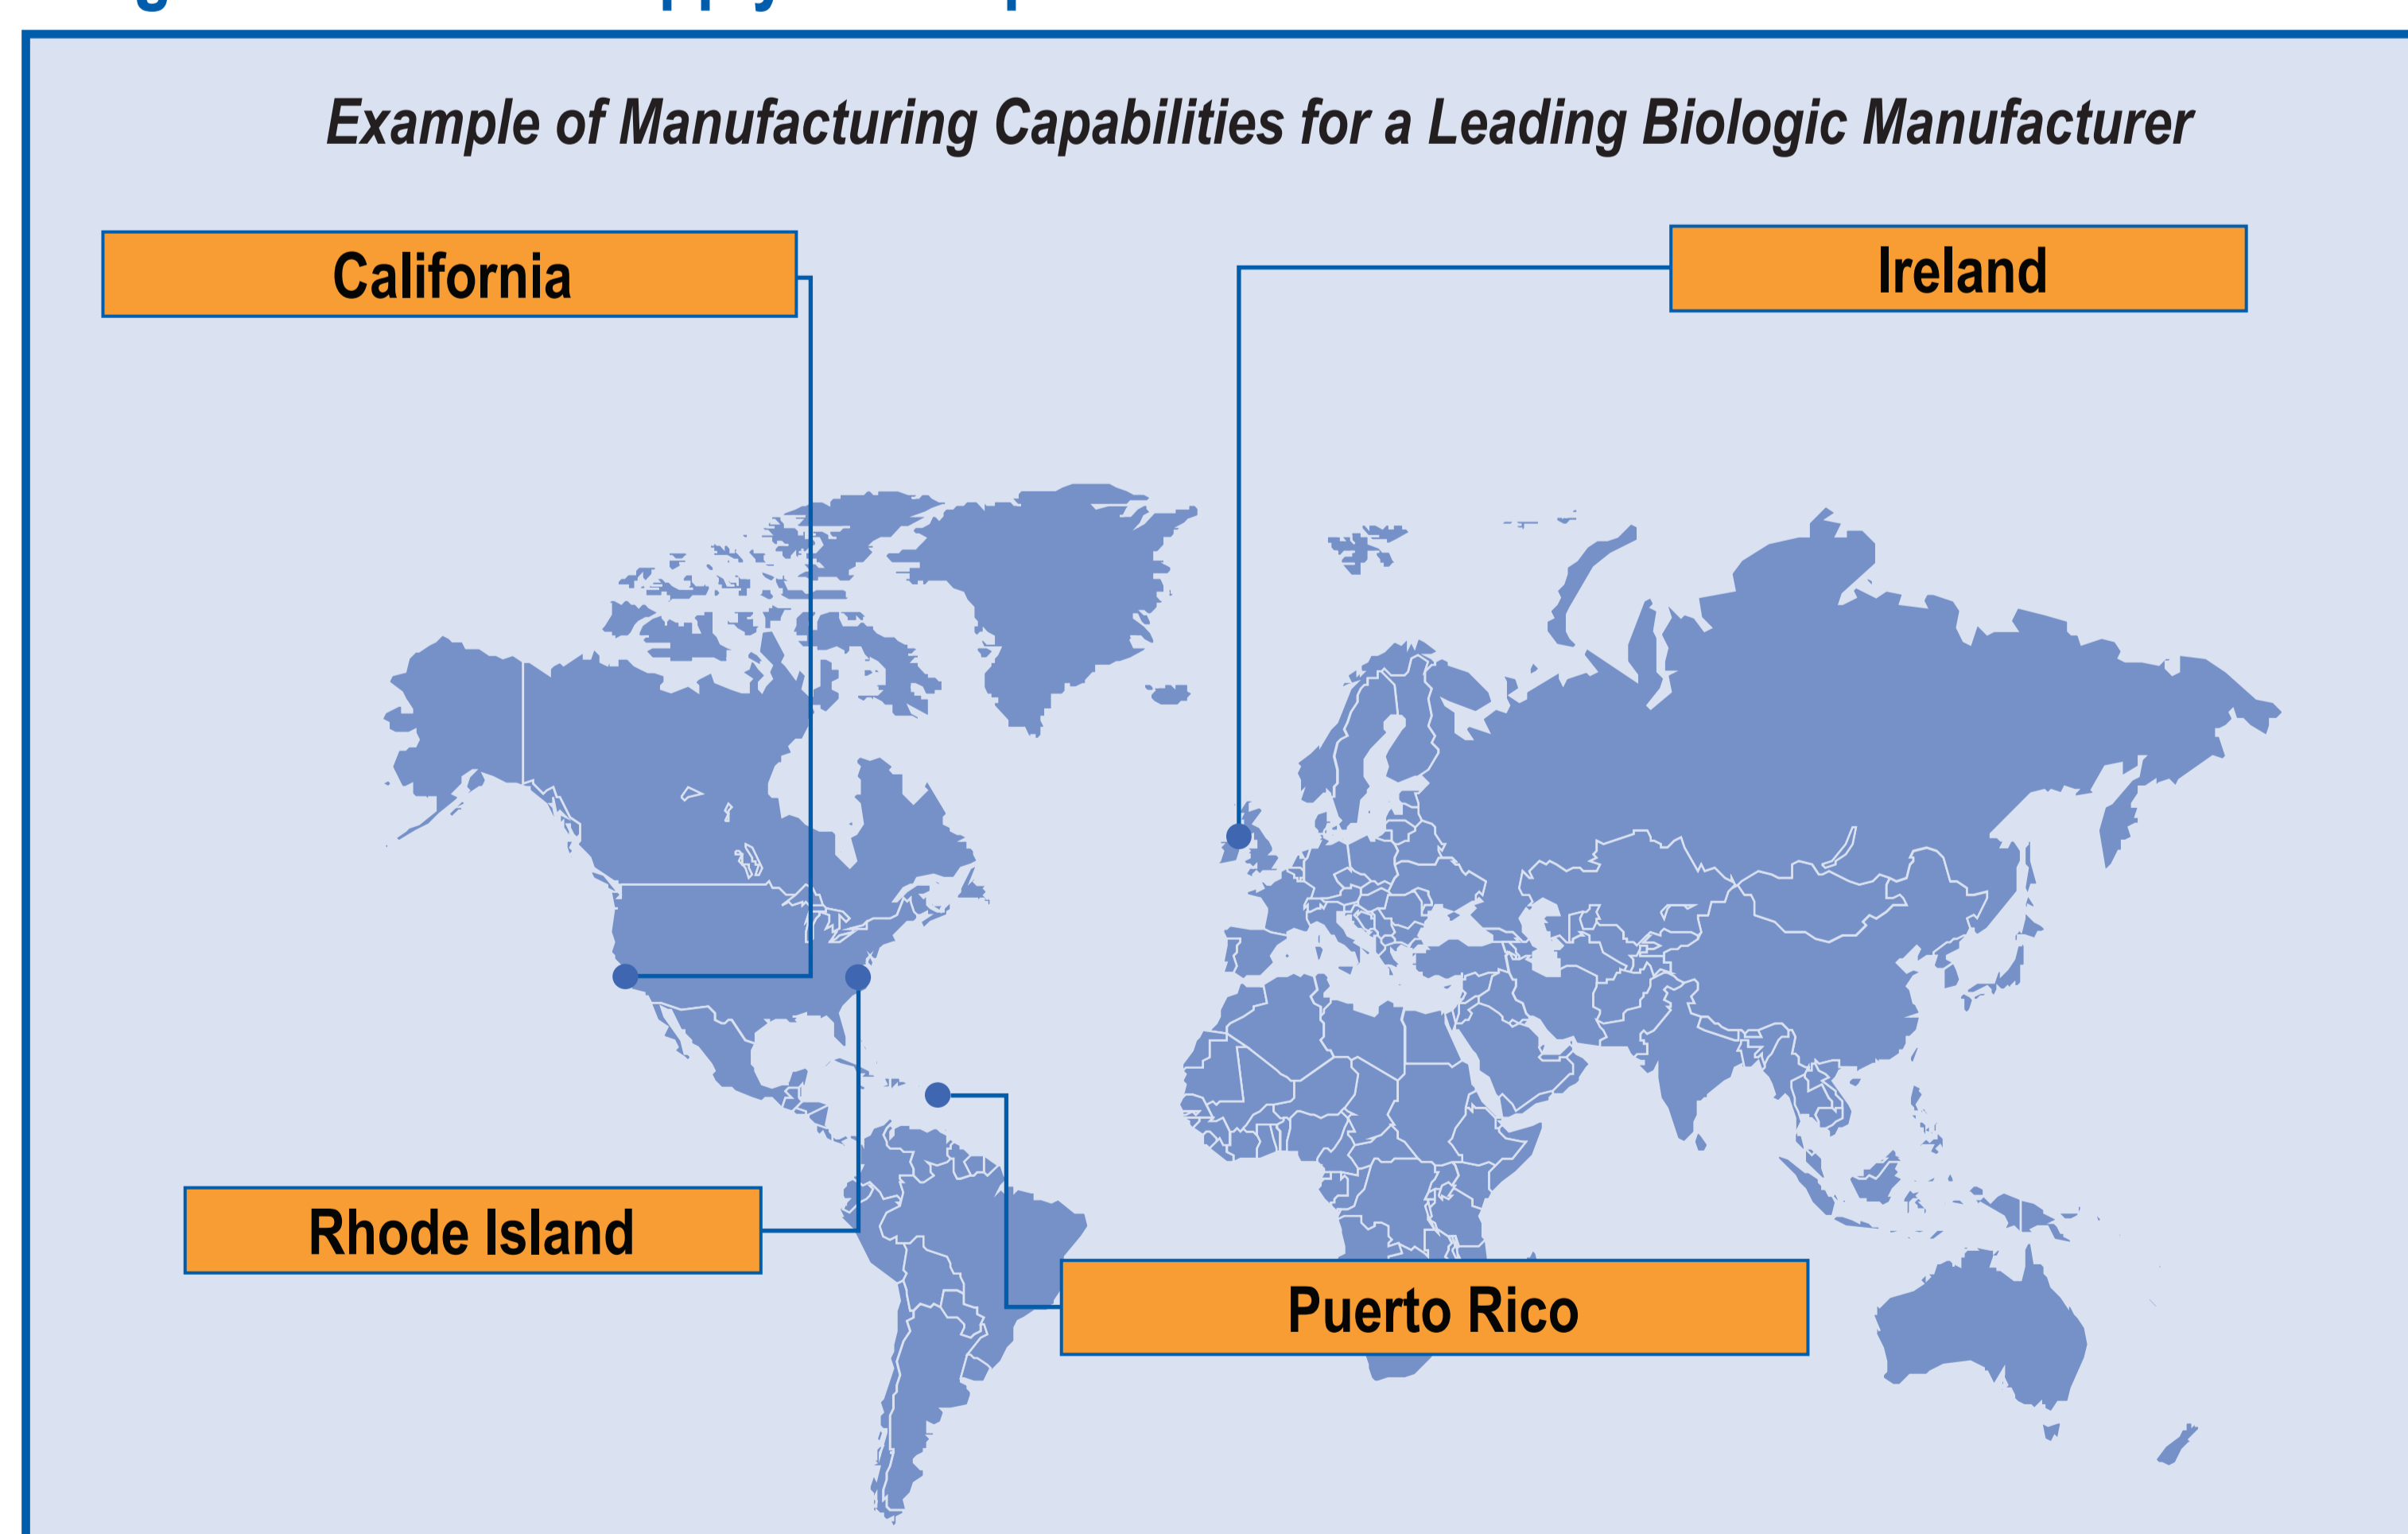 Example of Manufacturing Capabilities for a Leading Biologic Manufacturer
California
Ireland
Rhode Island
Puerto Rico